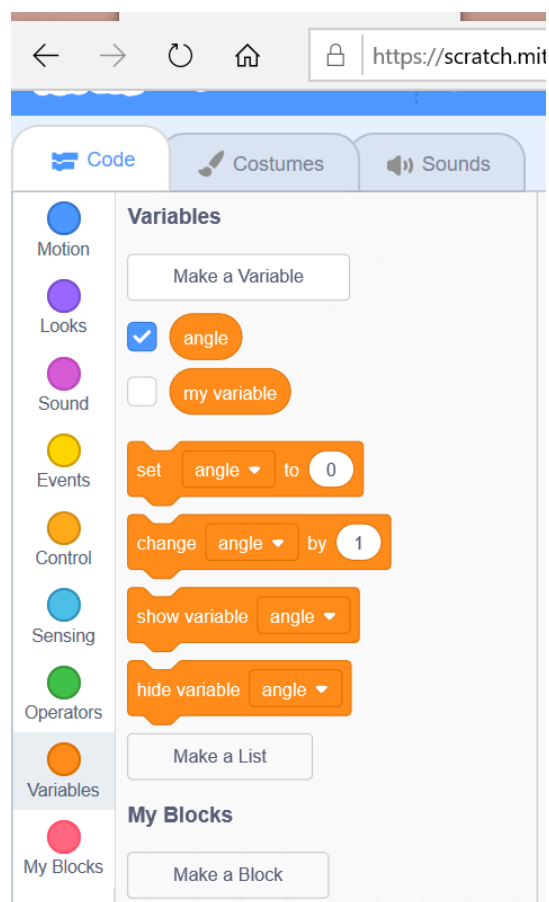 https://scratch.mit
Code Costumes Sounds
Motion
Looks
Sound
Events
Control
Sensing
Operators
Variables
My Blocks
Variables
Make a Variable
angle
my variable
set angle to 0
change angle by 1
show variable angle
hide variable angle
Make a List
My Blocks
Make a Block